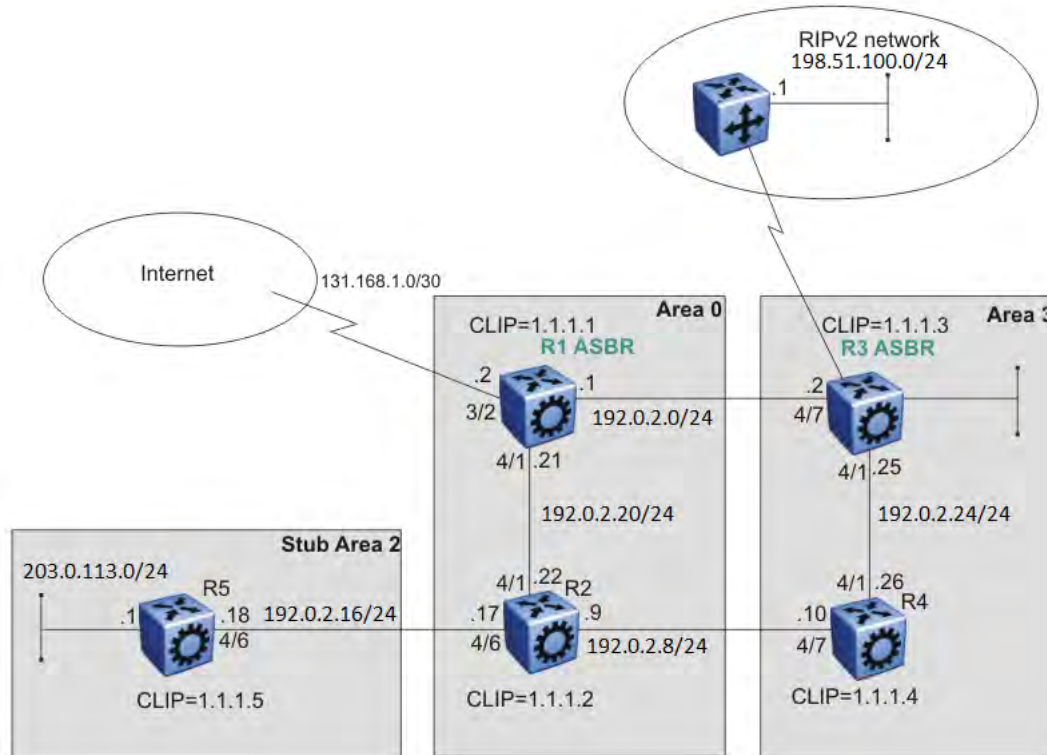 RIPv2 network
198.51.100.0/24
.1
Internet
131.168.1.0/30
Area 0
CLIP=1.1.1.1
R1 ASBR
.2
.1
3/2
192.0.2.0/24
4/1
.21
192.0.2.20/24
Area 3
CLIP=1.1.1.3
R3 ASBR
.2
4/7
4/1
.25
192.0.2.24/24
Stub Area 2
203.0.113.0/24
R5
.1
.18
4/6
192.0.2.16/24
CLIP=1.1.1.5
4/1
.22
R2
.17
.9
4/6
192.0.2.8/24
CLIP=1.1.1.2
4/1
.26
R4
.10
4/7
CLIP=1.1.1.4